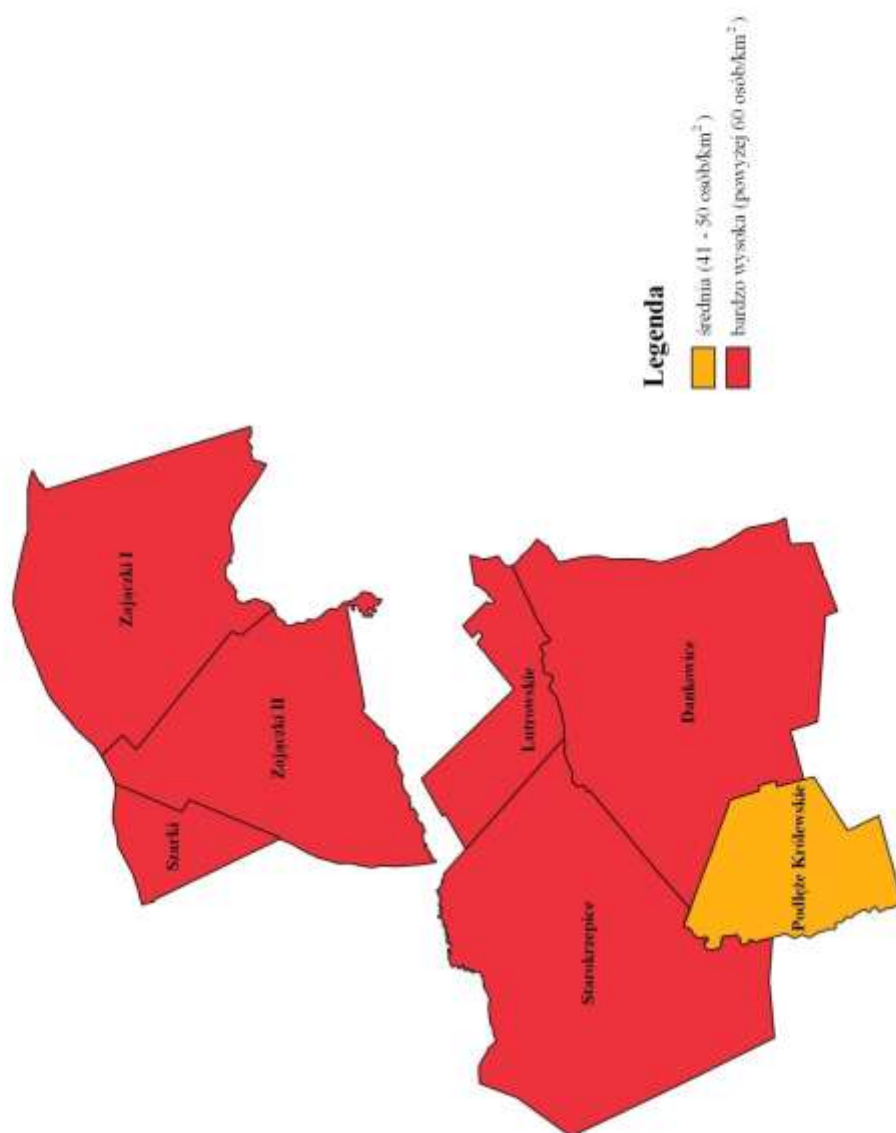 Zajączki I
Szarki
Zajączki II
Lutrowskie
Starokrzepice
Dankowice
Podłęże Królewskie
Legenda
średnia (41 - 50 osób/km²)
bardzo wysoka (powyżej 60 osób/km²)